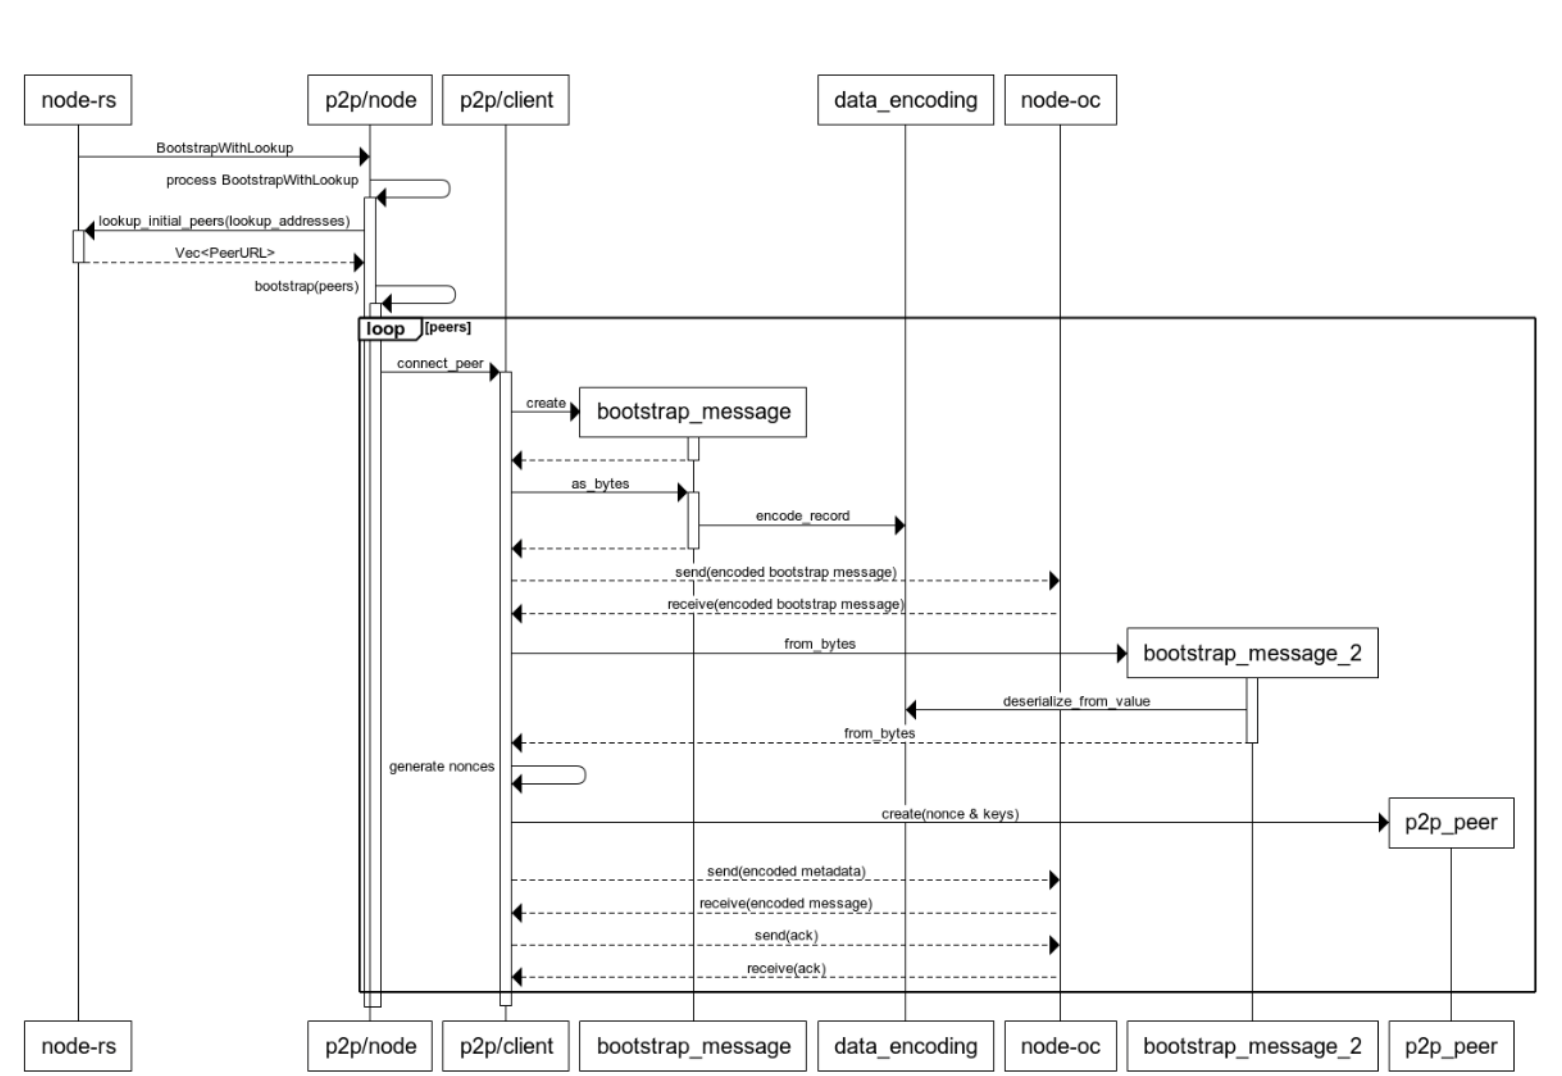 node-rs
p2p/node
p2p/client
data_encoding
node-oc
BootstrapWithLookup
process BootstrapWithLookup
lookup_initial_peers(lookup_addresses)
Vec<PeerURL>
bootstrap(peers)
loop
[peers]
connect_peer
create
bootstrap_message
as_bytes
encode_record
send(encoded bootstrap message)
receive(encoded bootstrap message)
from_bytes
bootstrap_message_2
deserialize_from_value
from_bytes
generate nonces
create(nonce & keys)
p2p_peer
send(encoded metadata)
receive(encoded message)
send(ack)
receive(ack)
node-rs
p2p/node
p2p/client
bootstrap_message
data_encoding
node-oc
bootstrap_message_2
p2p_peer